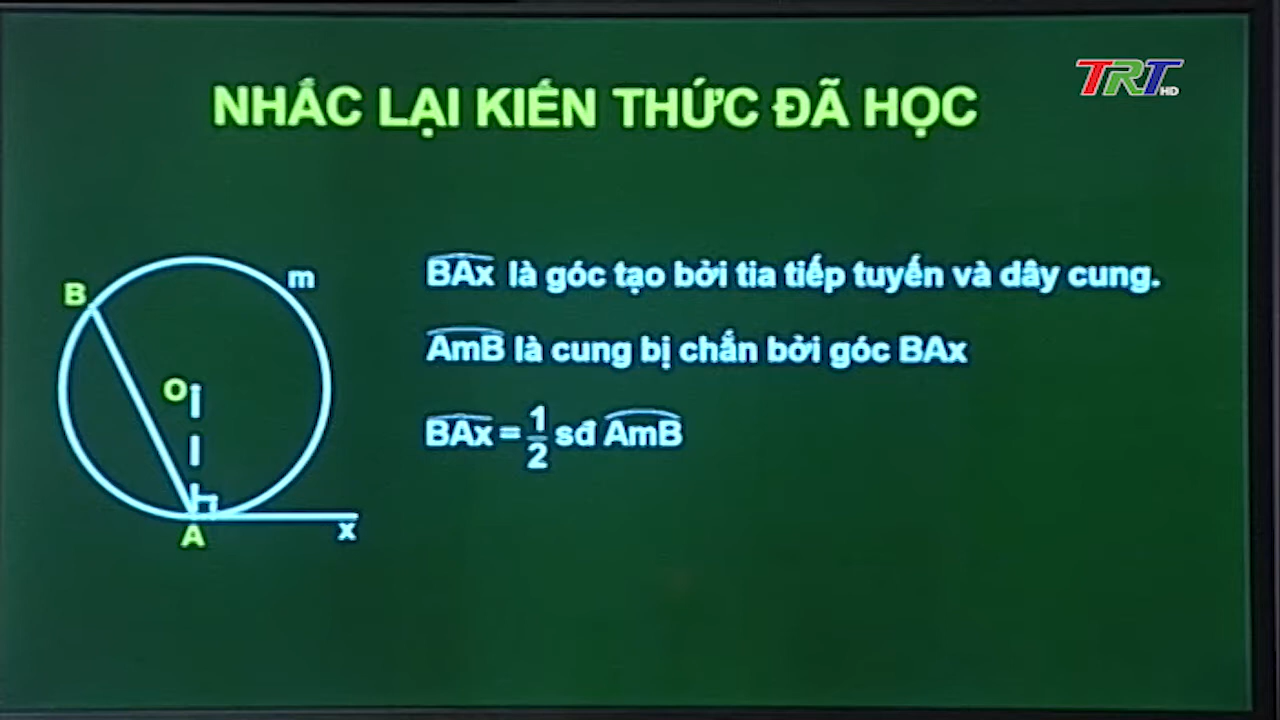 TRT HD
NHẮC LẠI KIẾN THỨC ĐÃ HỌC
B
m
O
A
x
BAx là góc tạo bởi tia tiếp tuyến và dây cung.
AmB là cung bị chắn bởi góc BAx
BAx = 1/2 sđ AmB